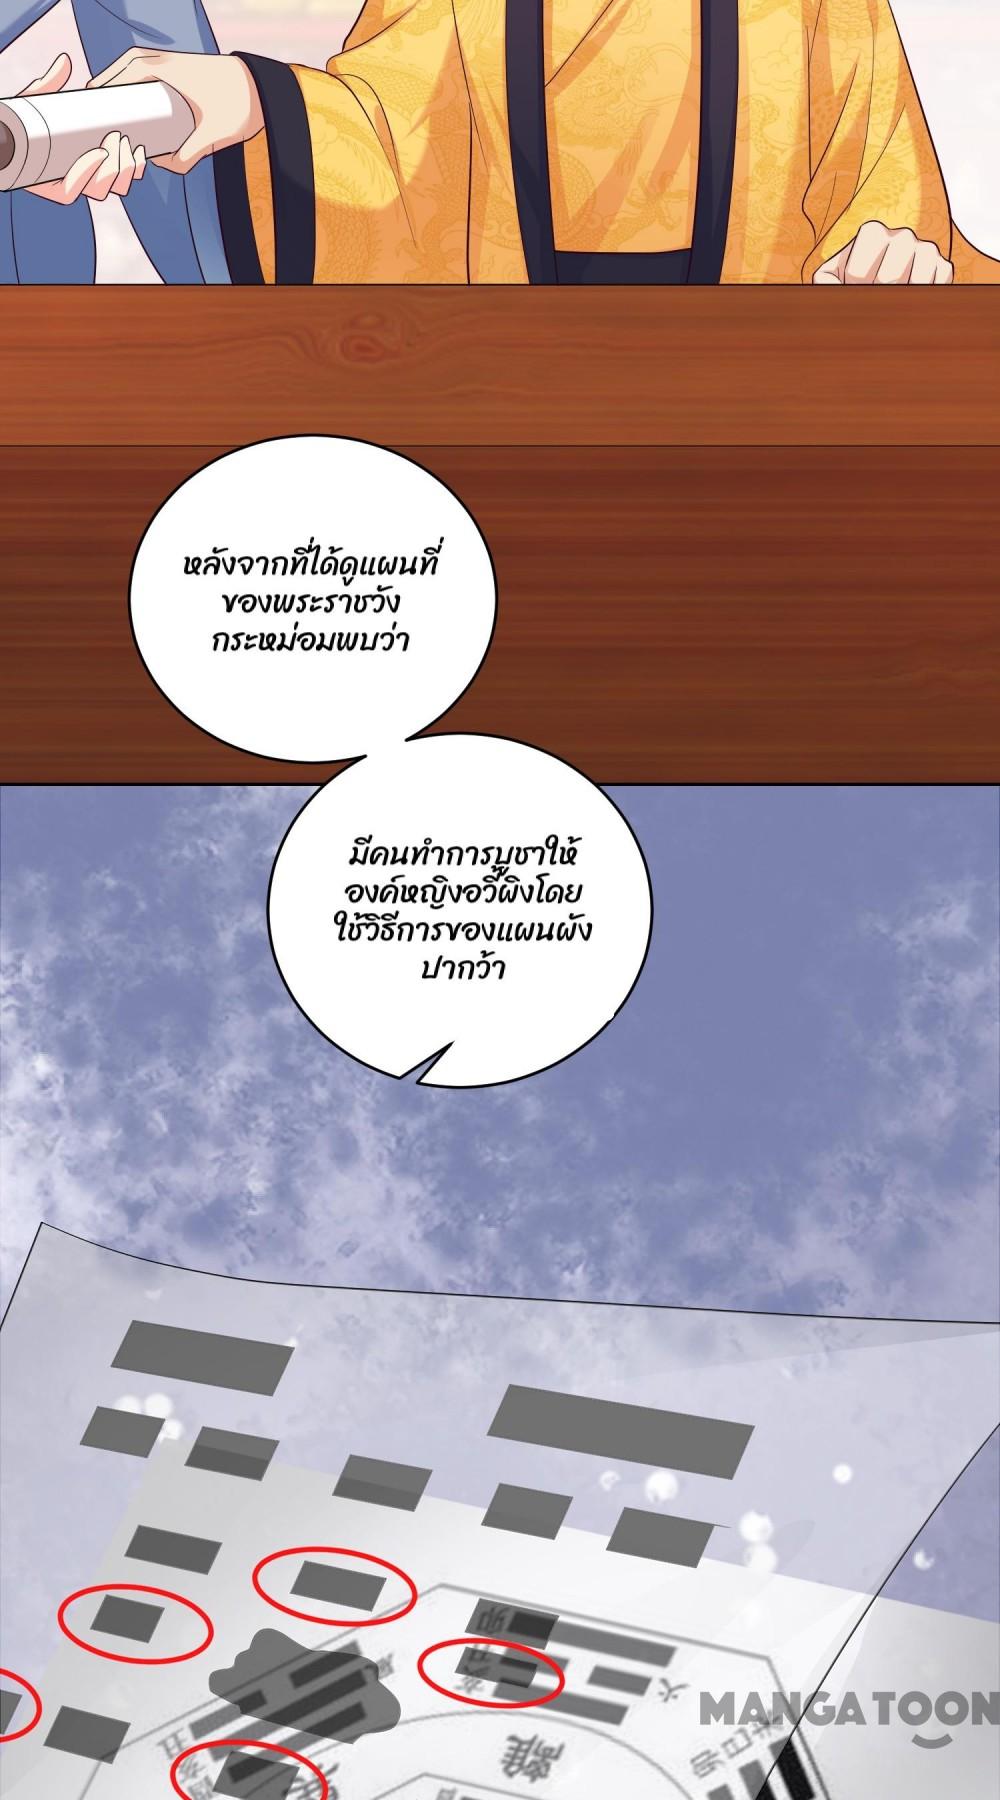 หลังจากที่ได้ดูแผนที่
ของพระราชวัง
กระหม่อมพบว่า
มีคนทำการบูชาให้
องค์หญิงอวี้ผิงโดย
ใช้วิธีการของแผนผัง
ปากว้า
離
MANGATOON